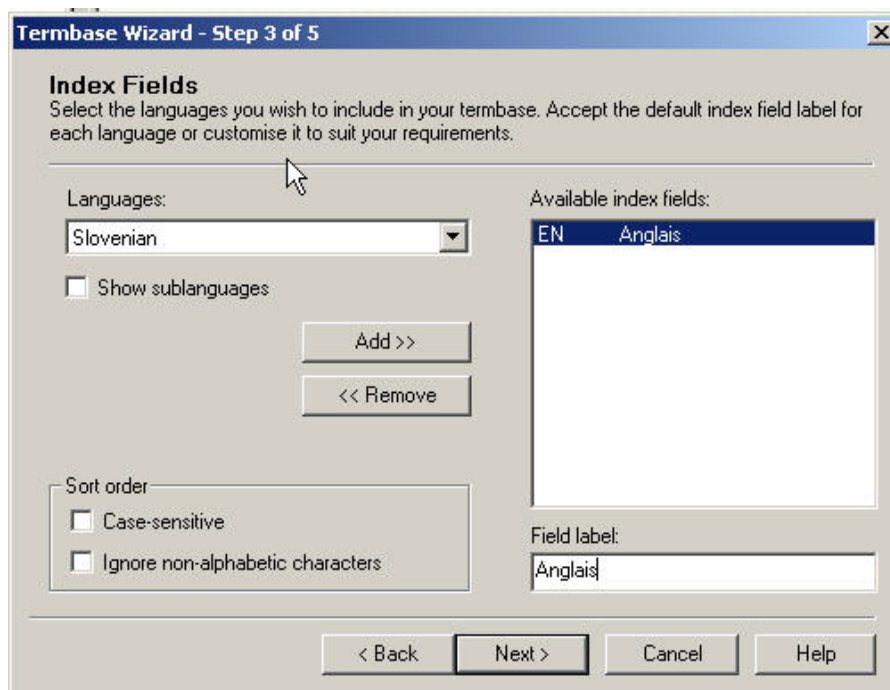 Termbase Wizard - Step 3 of 5
Index Fields
Select the languages you wish to include in your termbase. Accept the default index field label for
each language or customise it to suit your requirements.
Languages:
Slovenian
Show sublanguages
Add >>
<< Remove
Available index fields:
EN Anglais
Sort order
Case-sensitive
Ignore non-alphabetic characters
Field label:
Anglais
< Back
Next >
Cancel
Help